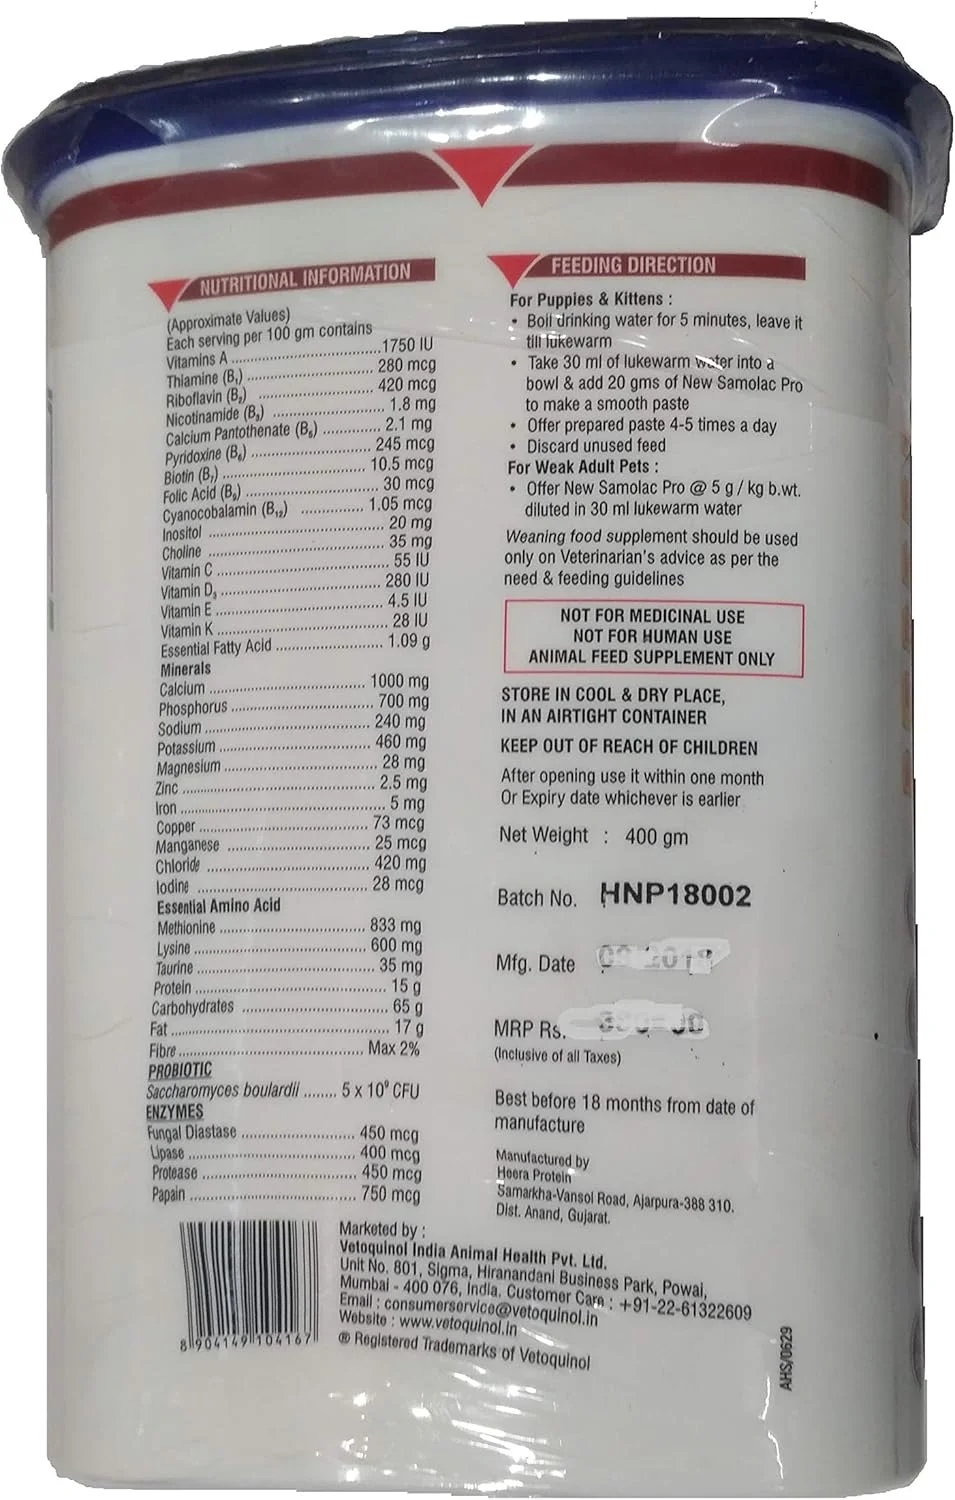 NUTRITIONAL INFORMATION
(Approximate Values)
Each serving per 100 gm contains
Vitamins A ........ 1750 IU
Thiamine (B₁) ........ 280 mcg
Riboflavin (B₂) ........ 420 mcg
Nicotinamide (B₃) ........ 1.8 mg
Calcium Pantothenate (B₅) ........ 2.1 mg
Pyridoxine (B₆) ........ 245 mcg
Biotin (B₇) ........ 10.5 mcg
Folic Acid (B₉) ........ 30 mcg
Cyanocobalamin (B₁₂) ........ 1.05 mcg
Inositol ........ 20 mg
Choline ........ 35 mg
Vitamin C ........ 55 IU
Vitamin D₃ ........ 280 IU
Vitamin E ........ 4.5 IU
Vitamin K ........ 28 IU
Essential Fatty Acid ........ 1.09 g
Minerals
Calcium ........ 1000 mg
Phosphorus ........ 700 mg
Sodium ........ 240 mg
Potassium ........ 460 mg
Magnesium ........ 28 mg
Zinc ........ 2.5 mg
Iron ........ 5 mg
Copper ........ 73 mcg
Manganese ........ 25 mcg
Chloride ........ 420 mg
Iodine ........ 28 mcg
Essential Amino Acid
Methionine ........ 833 mg
Lysine ........ 600 mg
Taurine ........ 35 mg
Protein ........ 15 g
Carbohydrates ........ 65 g
Fat ........ 17 g
Fibre ........ Max 2%
PROBIOTIC
Saccharomyces boulardii ........ 5 x 10⁹ CFU
ENZYMES
Fungal Diastase ........ 450 mcg
Lipase ........ 400 mcg
Protease ........ 450 mcg
Papain ........ 750 mcg
FEEDING DIRECTION
For Puppies & Kittens :
• Boil drinking water for 5 minutes, leave it
till lukewarm
• Take 30 ml of lukewarm water into a
bowl & add 20 gms of New Samolac Pro
to make a smooth paste
• Offer prepared paste 4-5 times a day
• Discard unused feed
For Weak Adult Pets :
• Offer New Samolac Pro @ 5 g / kg b.wt.
diluted in 30 ml lukewarm water
Weaning food supplement should be used
only on Veterinarian's advice as per the
need & feeding guidelines
NOT FOR MEDICINAL USE
NOT FOR HUMAN USE
ANIMAL FEED SUPPLEMENT ONLY
STORE IN COOL & DRY PLACE,
IN AN AIRTIGHT CONTAINER
KEEP OUT OF REACH OF CHILDREN
After opening use it within one month
Or Expiry date whichever is earlier
Net Weight : 400 gm
Batch No. HNP18002
Mfg. Date
MRP Rs.
(Inclusive of all Taxes)
Best before 18 months from date of
manufacture
Manufactured by
Heera Protein
Samarkha-Vansol Road, Ajarpura-388 310.
Dist. Anand, Gujarat.
Marketed by :
Vetoquinol India Animal Health Pvt. Ltd.
Unit No. 801, Sigma, Hiranandani Business Park, Powai,
Mumbai - 400 076, India. Customer Care : +91-22-61322609
Email : consumerservice@vetoquinol.in
Website : www.vetoquinol.in
® Registered Trademarks of Vetoquinol
8 904149 104167
AHS/0629